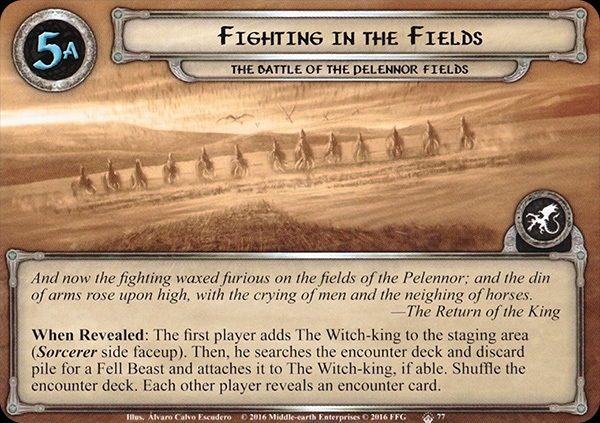 5A
Fighting in the Fields
The Battle of the Pelennor Fields
And now the fighting waxed furious on the fields of the Pelennor; and the din
of arms rose upon high, with the crying of men and the neighing of horses.
—The Return of the King
When Revealed: The first player adds The Witch-king to the staging area
(Sorcerer side faceup). Then, he searches the encounter deck and discard
pile for a Fell Beast and attaches it to The Witch-king, if able. Shuffle the
encounter deck. Each other player reveals an encounter card.
Illus. Álvaro Calvo Escudero © 2016 Middle-earth Enterprises © 2016 FFG 77